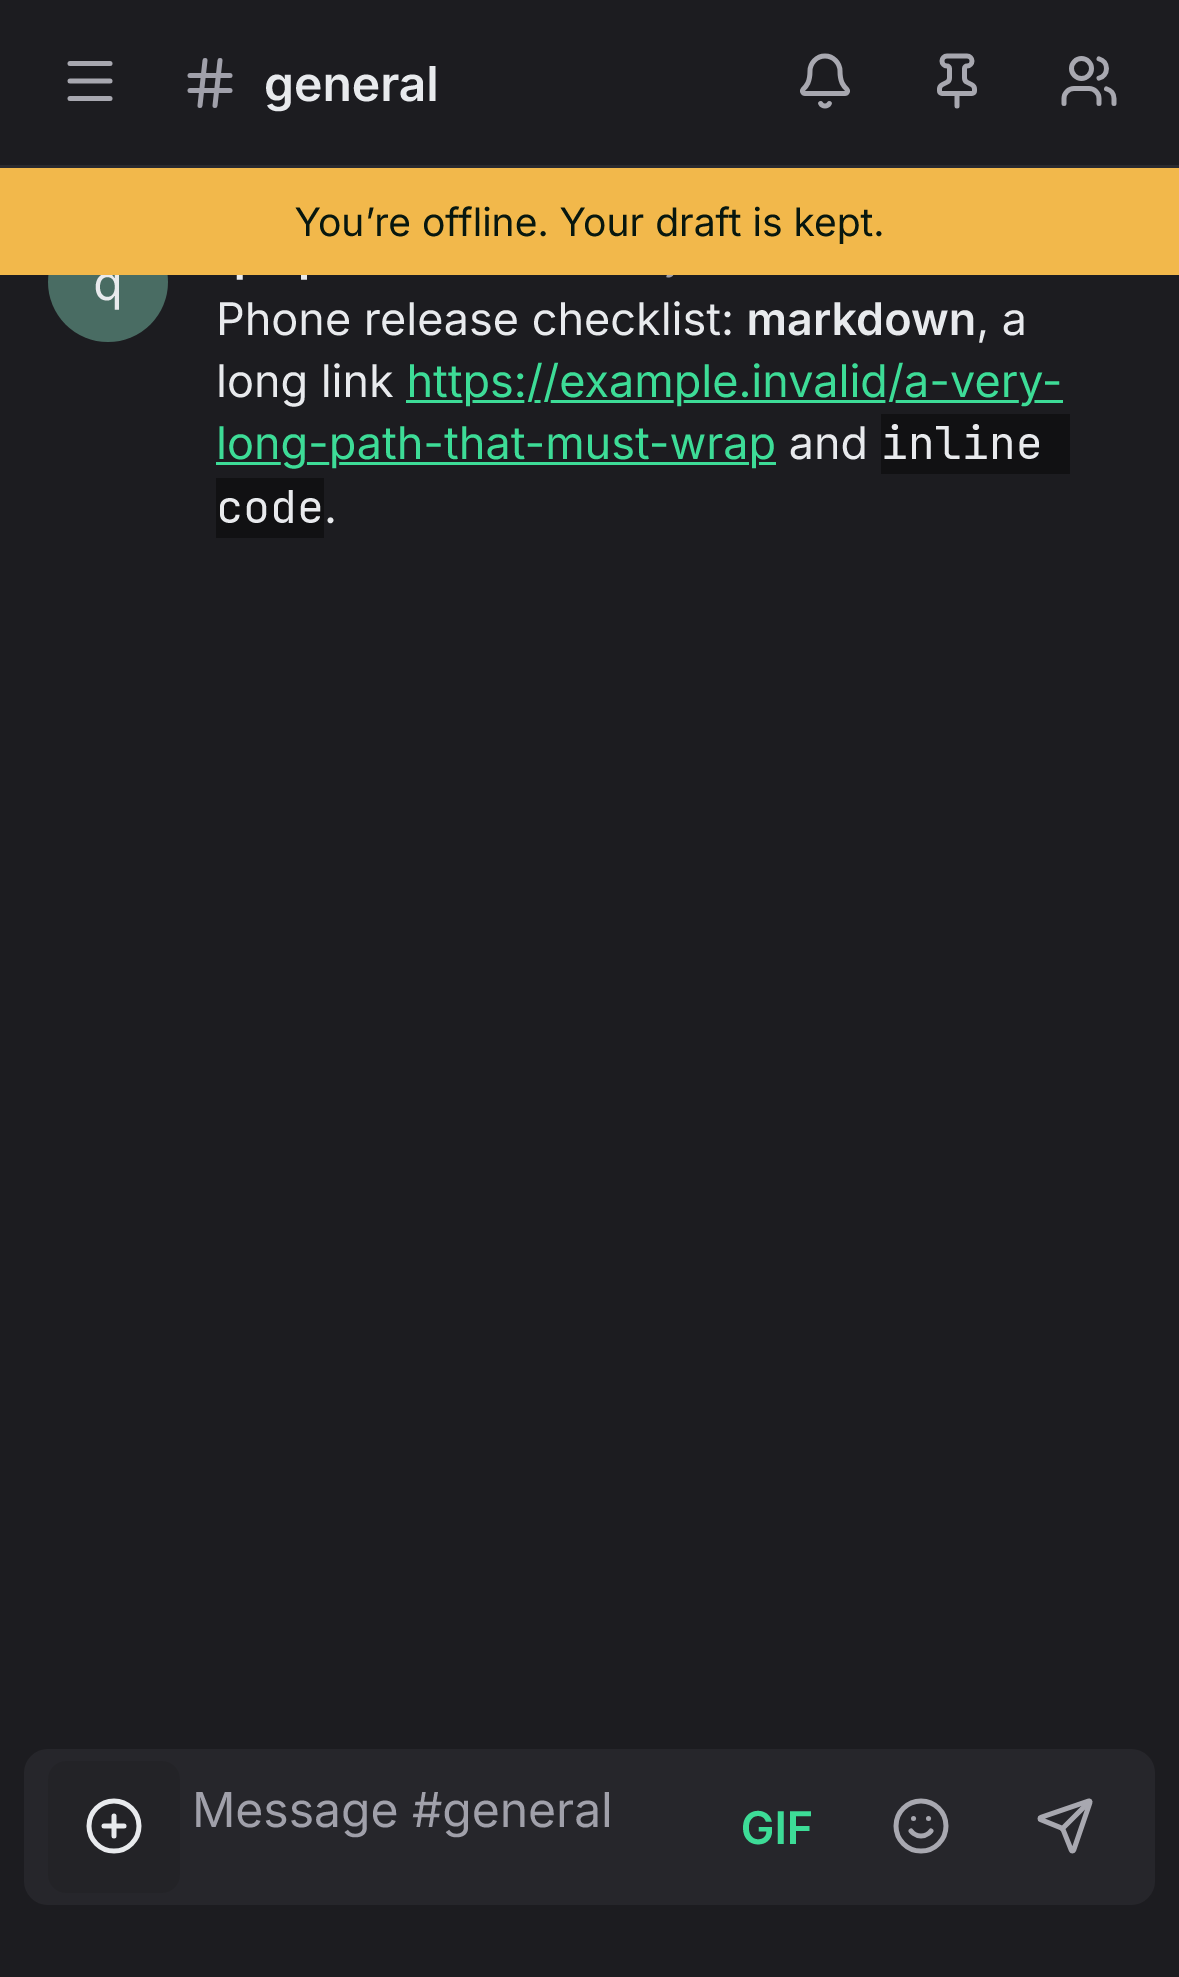 # general
You’re offline. Your draft is kept.
q
Phone release checklist: markdown, a
long link https://example.invalid/a-very-
long-path-that-must-wrap and inline
code.
Message #general
GIF